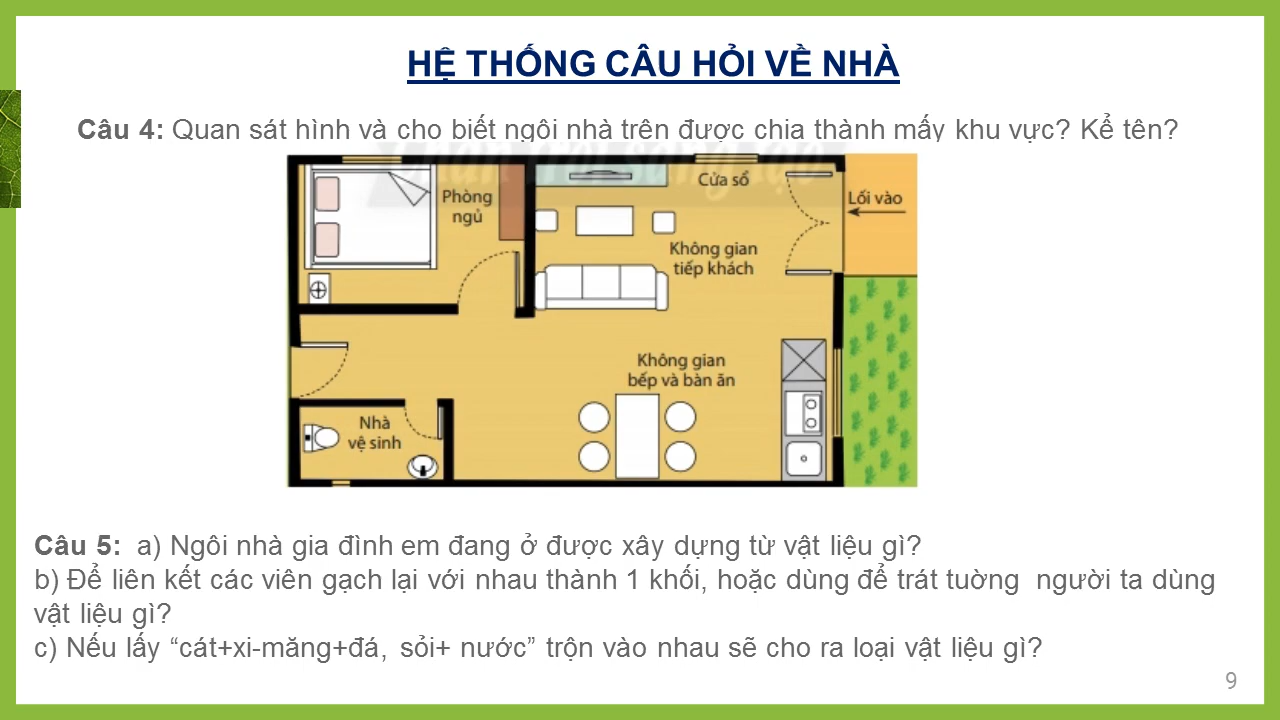 HỆ THỐNG CÂU HỎI VỀ NHÀ
Câu 4: Quan sát hình và cho biết ngôi nhà trên được chia thành mấy khu vực? Kể tên?
Cửa sổ
Phòng
ngủ
Lối vào
Không gian
tiếp khách
Không gian
bếp và bàn ăn
Nhà
vệ sinh
Câu 5: a) Ngôi nhà gia đình em đang ở được xây dựng từ vật liệu gì?
b) Để liên kết các viên gạch lại với nhau thành 1 khối, hoặc dùng để trát tuờng người ta dùng
vật liệu gì?
c) Nếu lấy “cát+xi-măng+đá, sỏi+ nước” trộn vào nhau sẽ cho ra loại vật liệu gì?
9